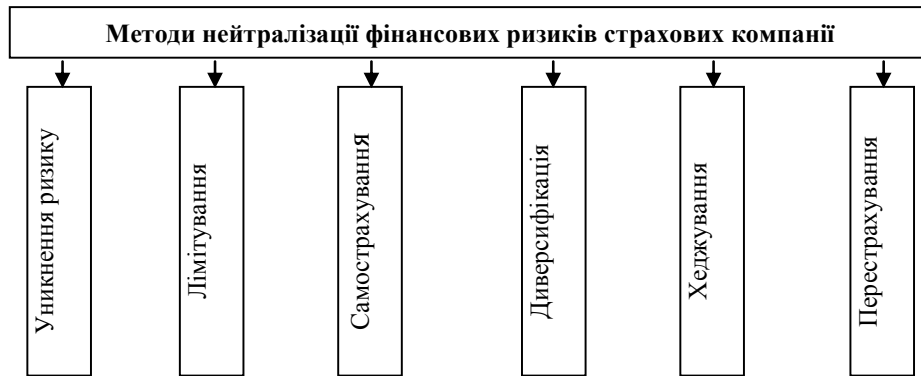 Методи нейтралізації фінансових ризиків страхових компанії
Уникнення ризику
Лімітування
Самострахування
Диверсифікація
Хеджування
Перестрахування